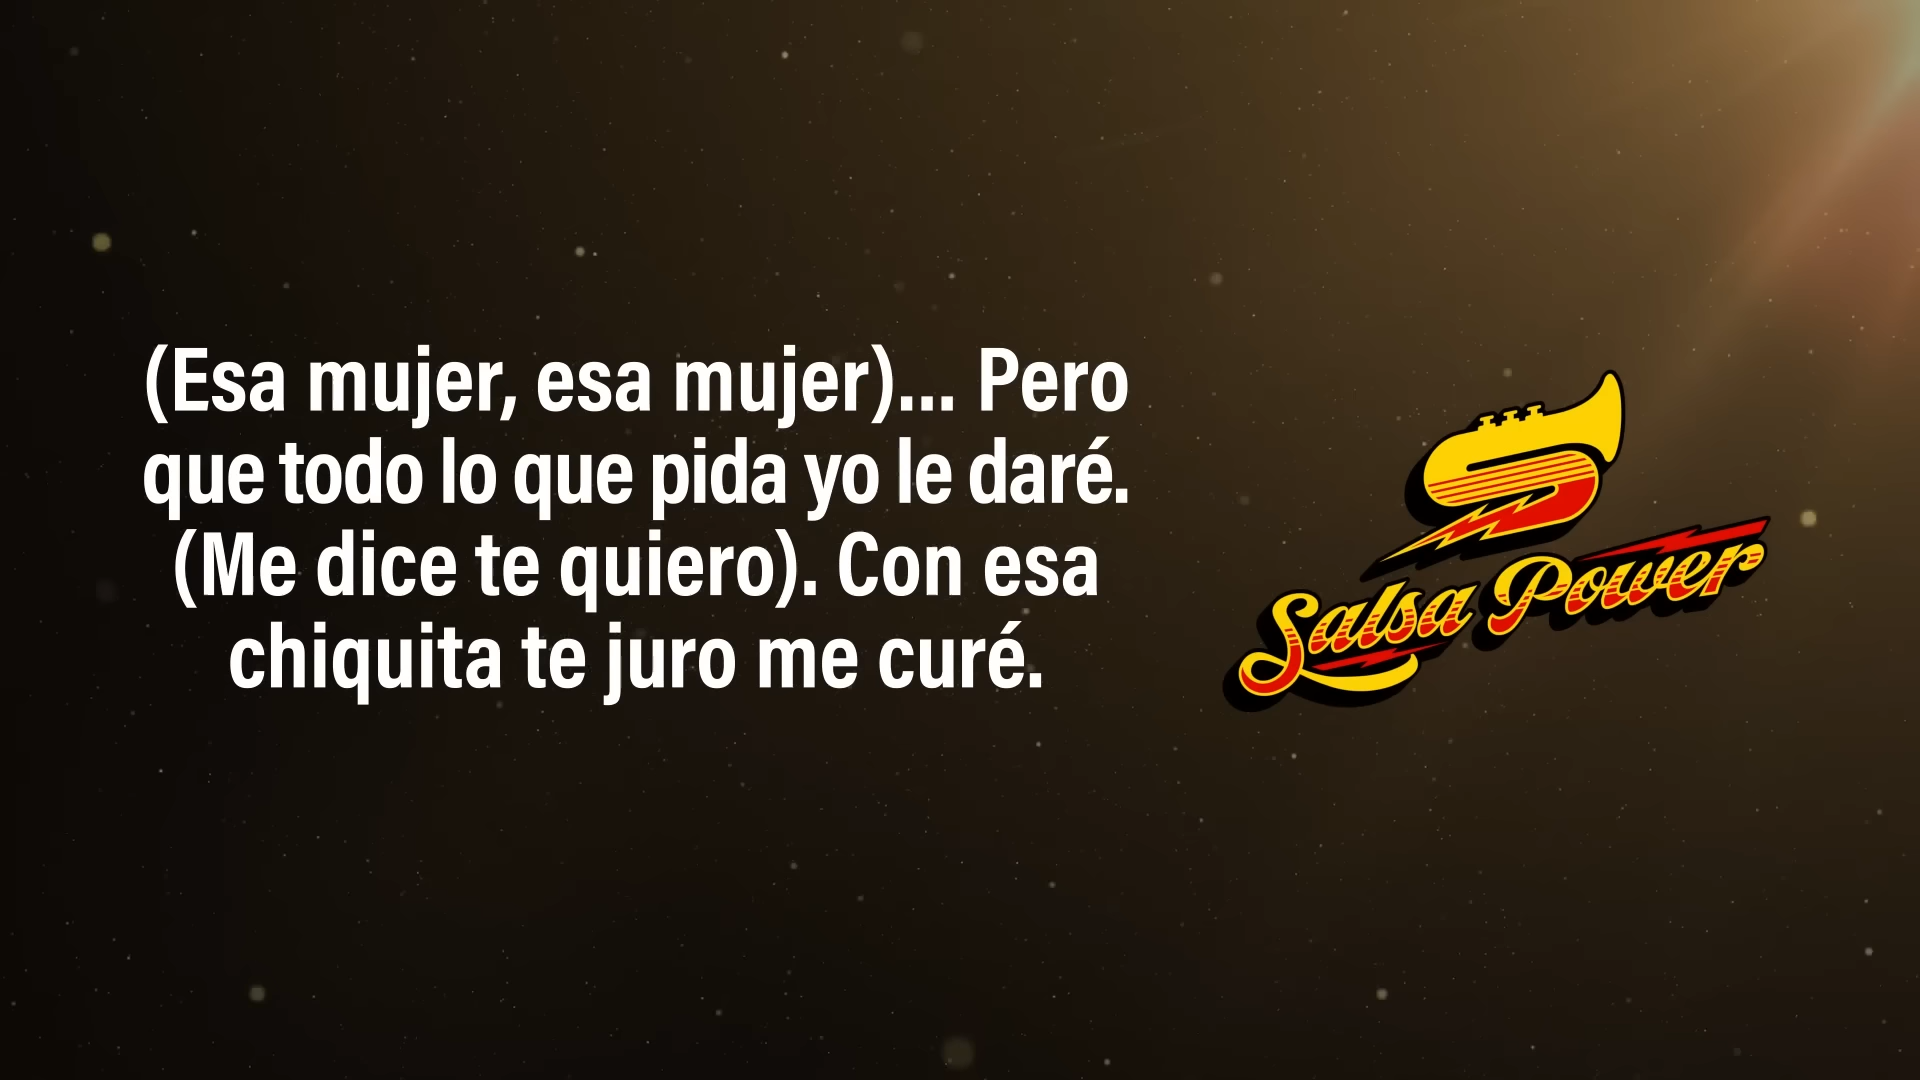 (Esa mujer, esa mujer)... Pero
que todo lo que pida yo le daré.
(Me dice te quiero). Con esa
chiquita te juro me curé.
Salsa Power